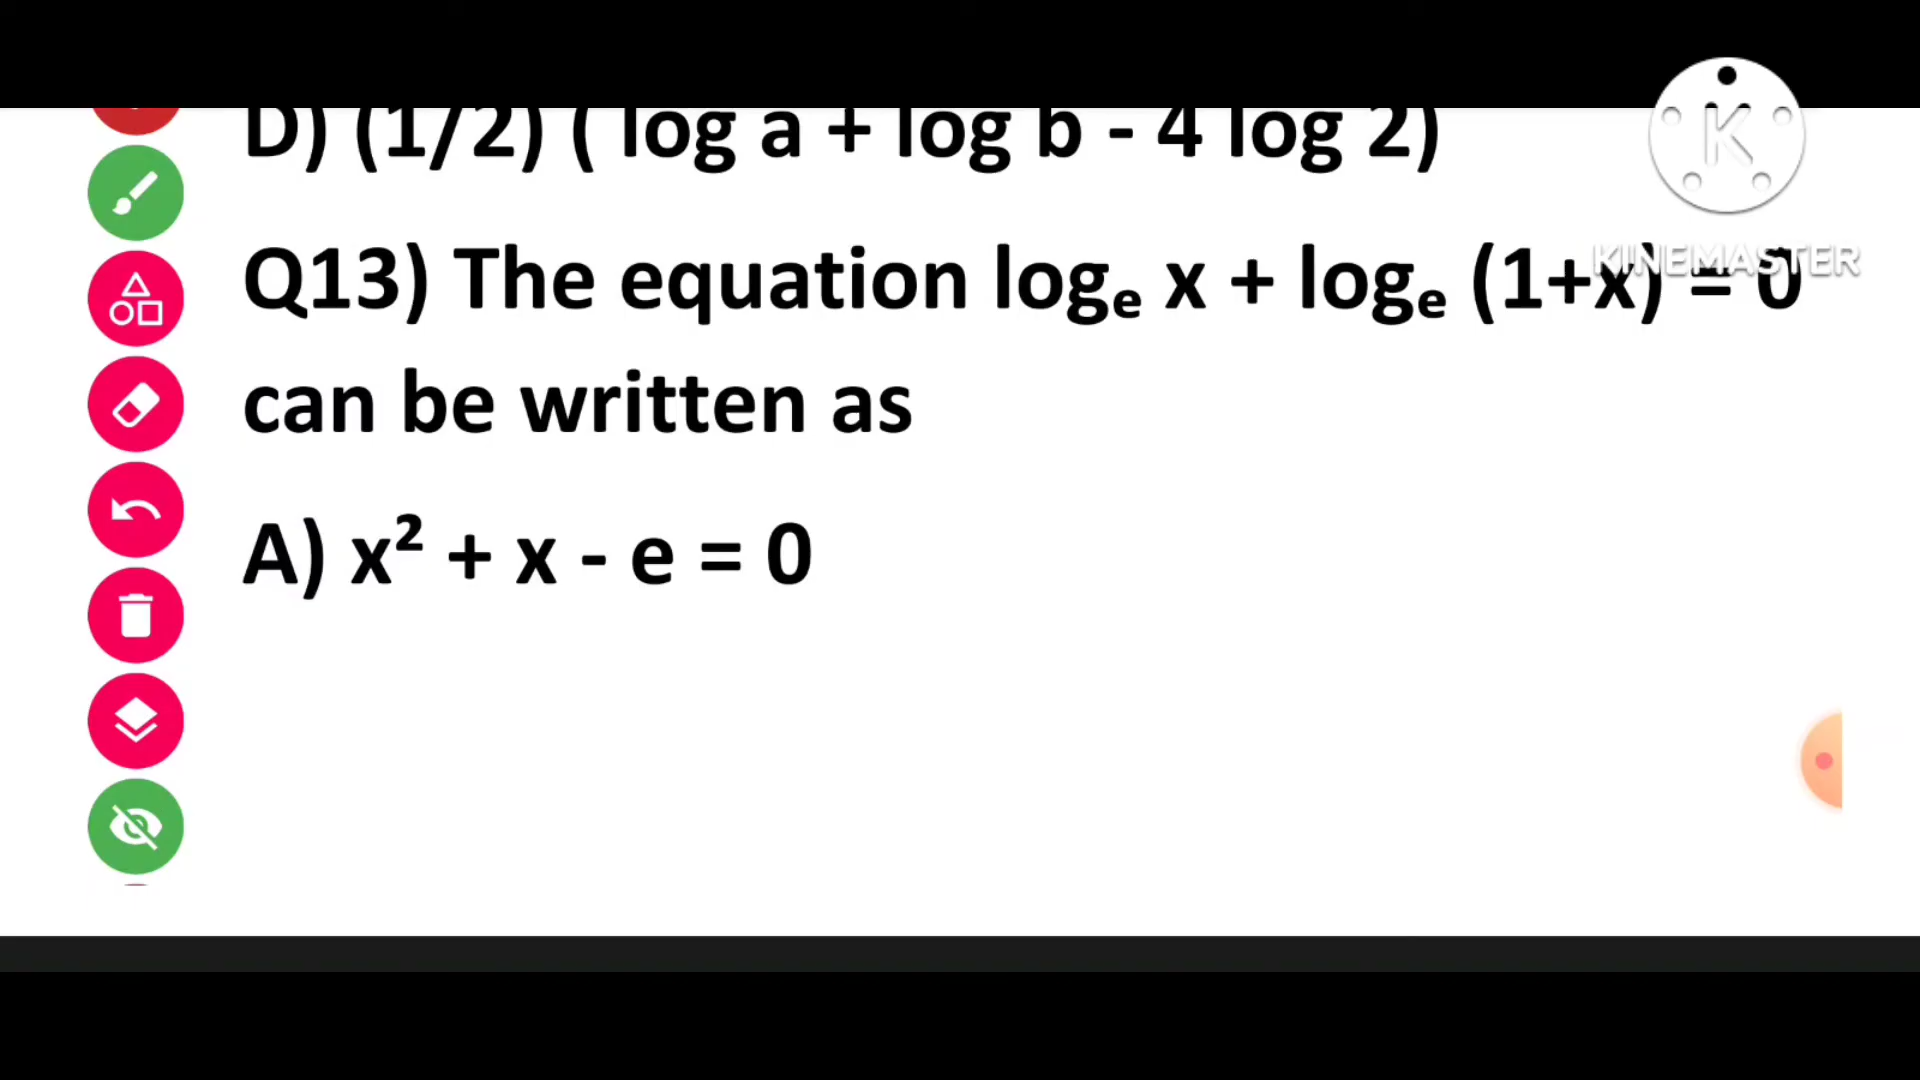 D) (1/2) ( log a + log b - 4 log 2)
Q13) The equation logₑ x + logₑ (1+x) = 0
can be written as
A) x² + x - e = 0
K
KINEMASTER